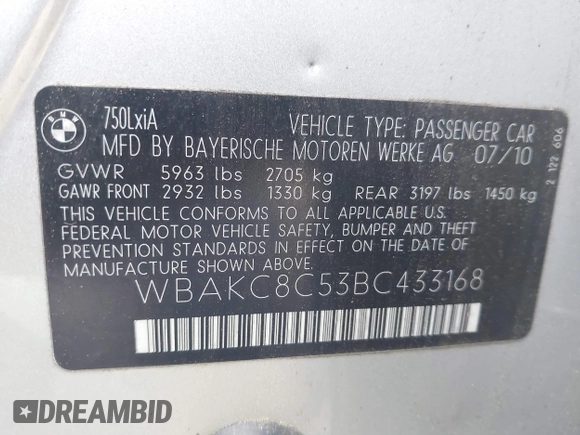 BMW
750LxiA
VEHICLE TYPE: PASSENGER CAR
MFD BY BAYERISCHE MOTOREN WERKE AG 07/10
GVWR 5963 lbs 2705 kg
GAWR FRONT 2932 lbs 1330 kg REAR 3197 lbs 1450 kg
THIS VEHICLE CONFORMS TO ALL APPLICABLE U.S.
FEDERAL MOTOR VEHICLE SAFETY, BUMPER AND THEFT
PREVENTION STANDARDS IN EFFECT ON THE DATE OF
MANUFACTURE SHOWN ABOVE.
WBAKC8C53BC433168
2 122 606
DREAMBID